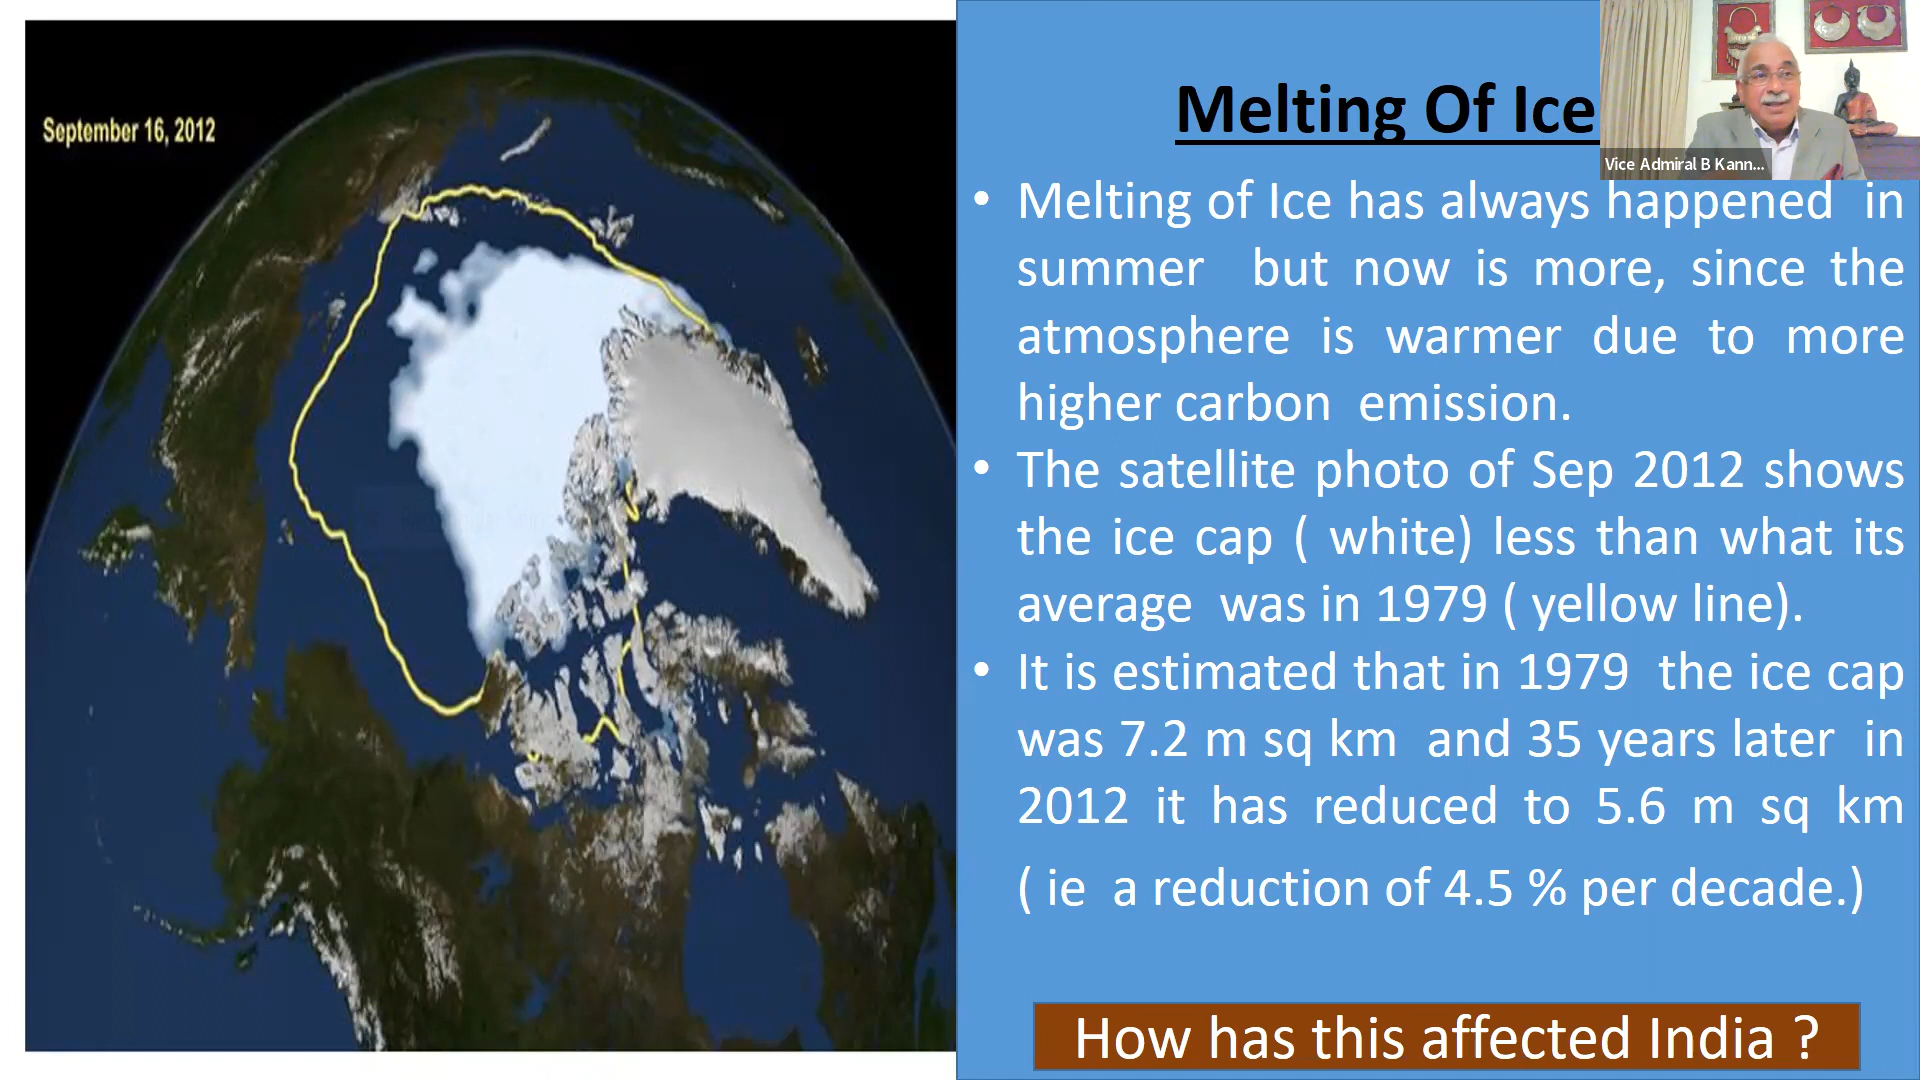 September 16, 2012
Melting Of Ice
Vice Admiral B Kann...
• Melting of Ice has always happened in
summer but now is more, since the
atmosphere is warmer due to more
higher carbon emission.
• The satellite photo of Sep 2012 shows
the ice cap ( white) less than what its
average was in 1979 ( yellow line).
• It is estimated that in 1979 the ice cap
was 7.2 m sq km and 35 years later in
2012 it has reduced to 5.6 m sq km
( ie a reduction of 4.5 % per decade.)
How has this affected India ?